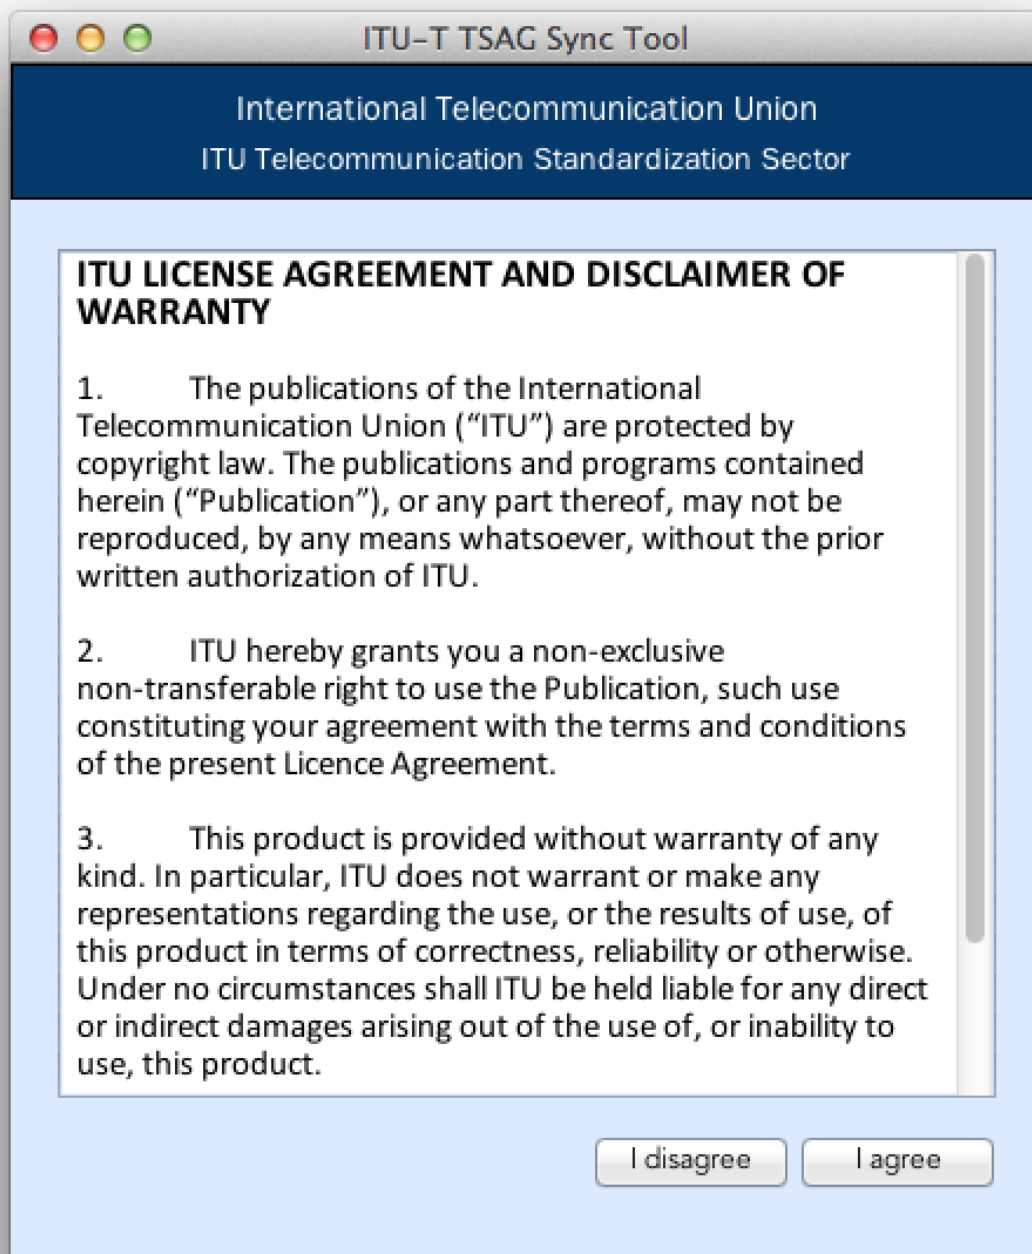 ITU-T TSAG Sync Tool
International Telecommunication Union
ITU Telecommunication Standardization Sector
ITU LICENSE AGREEMENT AND DISCLAIMER OF
WARRANTY
1. The publications of the International
Telecommunication Union (“ITU”) are protected by
copyright law. The publications and programs contained
herein (“Publication”), or any part thereof, may not be
reproduced, by any means whatsoever, without the prior
written authorization of ITU.
2. ITU hereby grants you a non-exclusive
non-transferable right to use the Publication, such use
constituting your agreement with the terms and conditions
of the present Licence Agreement.
3. This product is provided without warranty of any
kind. In particular, ITU does not warrant or make any
representations regarding the use, or the results of use, of
this product in terms of correctness, reliability or otherwise.
Under no circumstances shall ITU be held liable for any direct
or indirect damages arising out of the use of, or inability to
use, this product.
I disagree
I agree